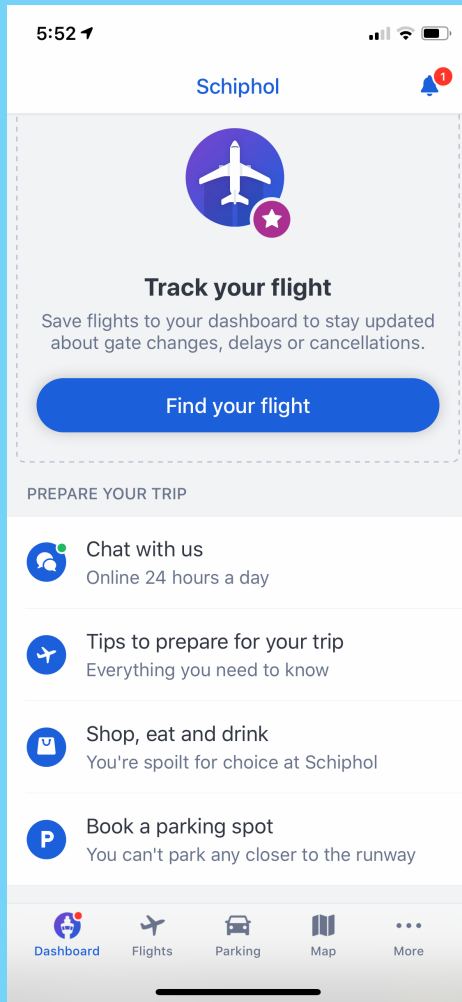 5:52
Schiphol
1
Track your flight
Save flights to your dashboard to stay updated
about gate changes, delays or cancellations.
Find your flight
PREPARE YOUR TRIP
Chat with us
Online 24 hours a day
Tips to prepare for your trip
Everything you need to know
Shop, eat and drink
You're spoilt for choice at Schiphol
P
Book a parking spot
You can't park any closer to the runway
Dashboard
Flights
Parking
Map
More